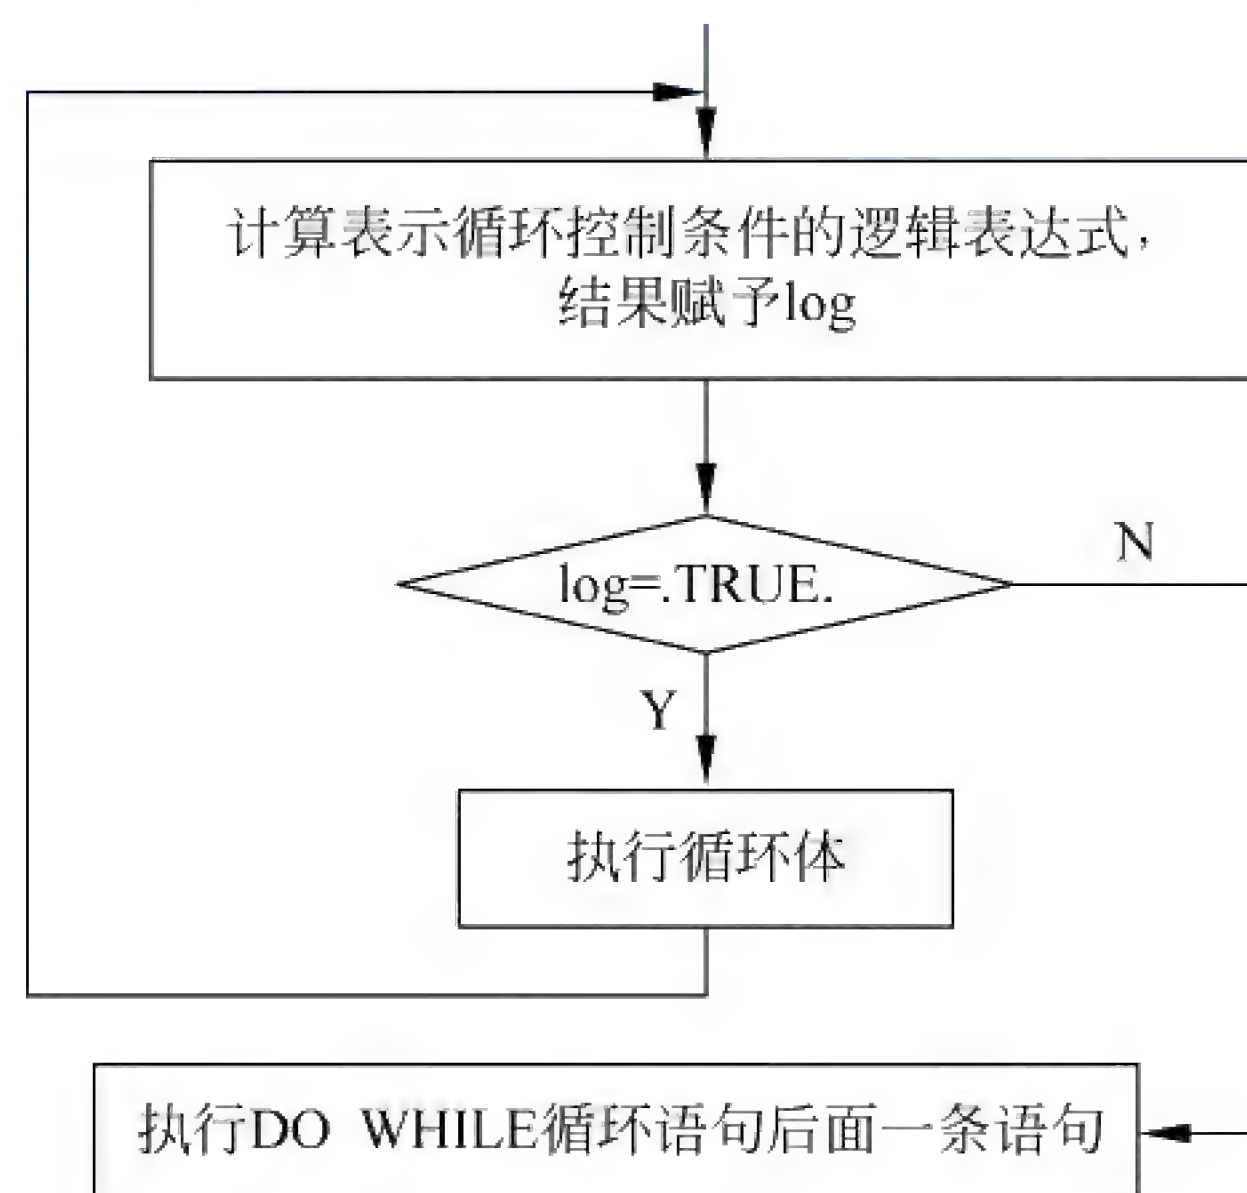 计算表示循环控制条件的逻辑表达式，
结果赋予log
log=.TRUE.
N
Y
执行循环体
执行DO WHILE循环语句后面一条语句